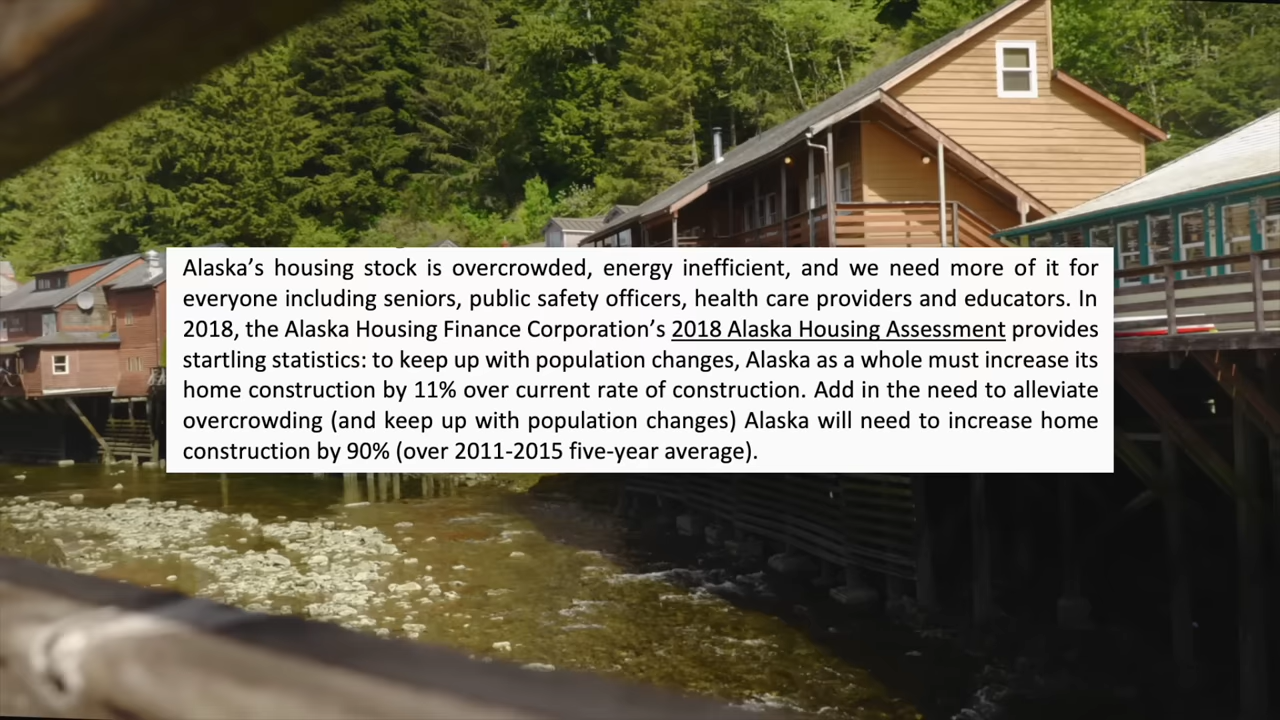 Alaska’s housing stock is overcrowded, energy inefficient, and we need more of it for
everyone including seniors, public safety officers, health care providers and educators. In
2018, the Alaska Housing Finance Corporation’s 2018 Alaska Housing Assessment provides
startling statistics: to keep up with population changes, Alaska as a whole must increase its
home construction by 11% over current rate of construction. Add in the need to alleviate
overcrowding (and keep up with population changes) Alaska will need to increase home
construction by 90% (over 2011-2015 five-year average).